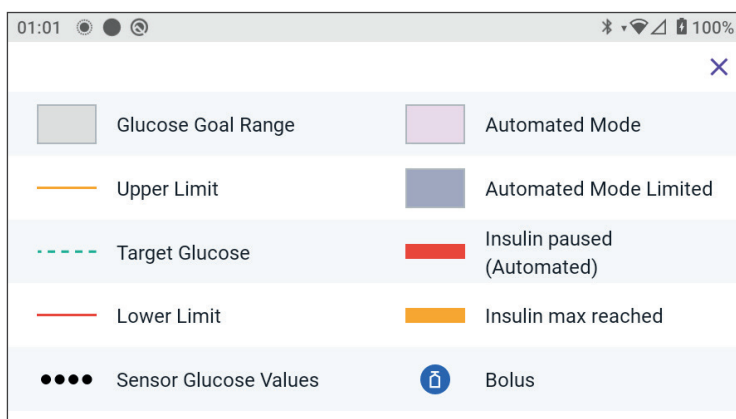 01:01 100%
Glucose Goal Range Automated Mode
Upper Limit Automated Mode Limited
Target Glucose Insulin paused
(Automated)
Lower Limit Insulin max reached
Sensor Glucose Values Bolus